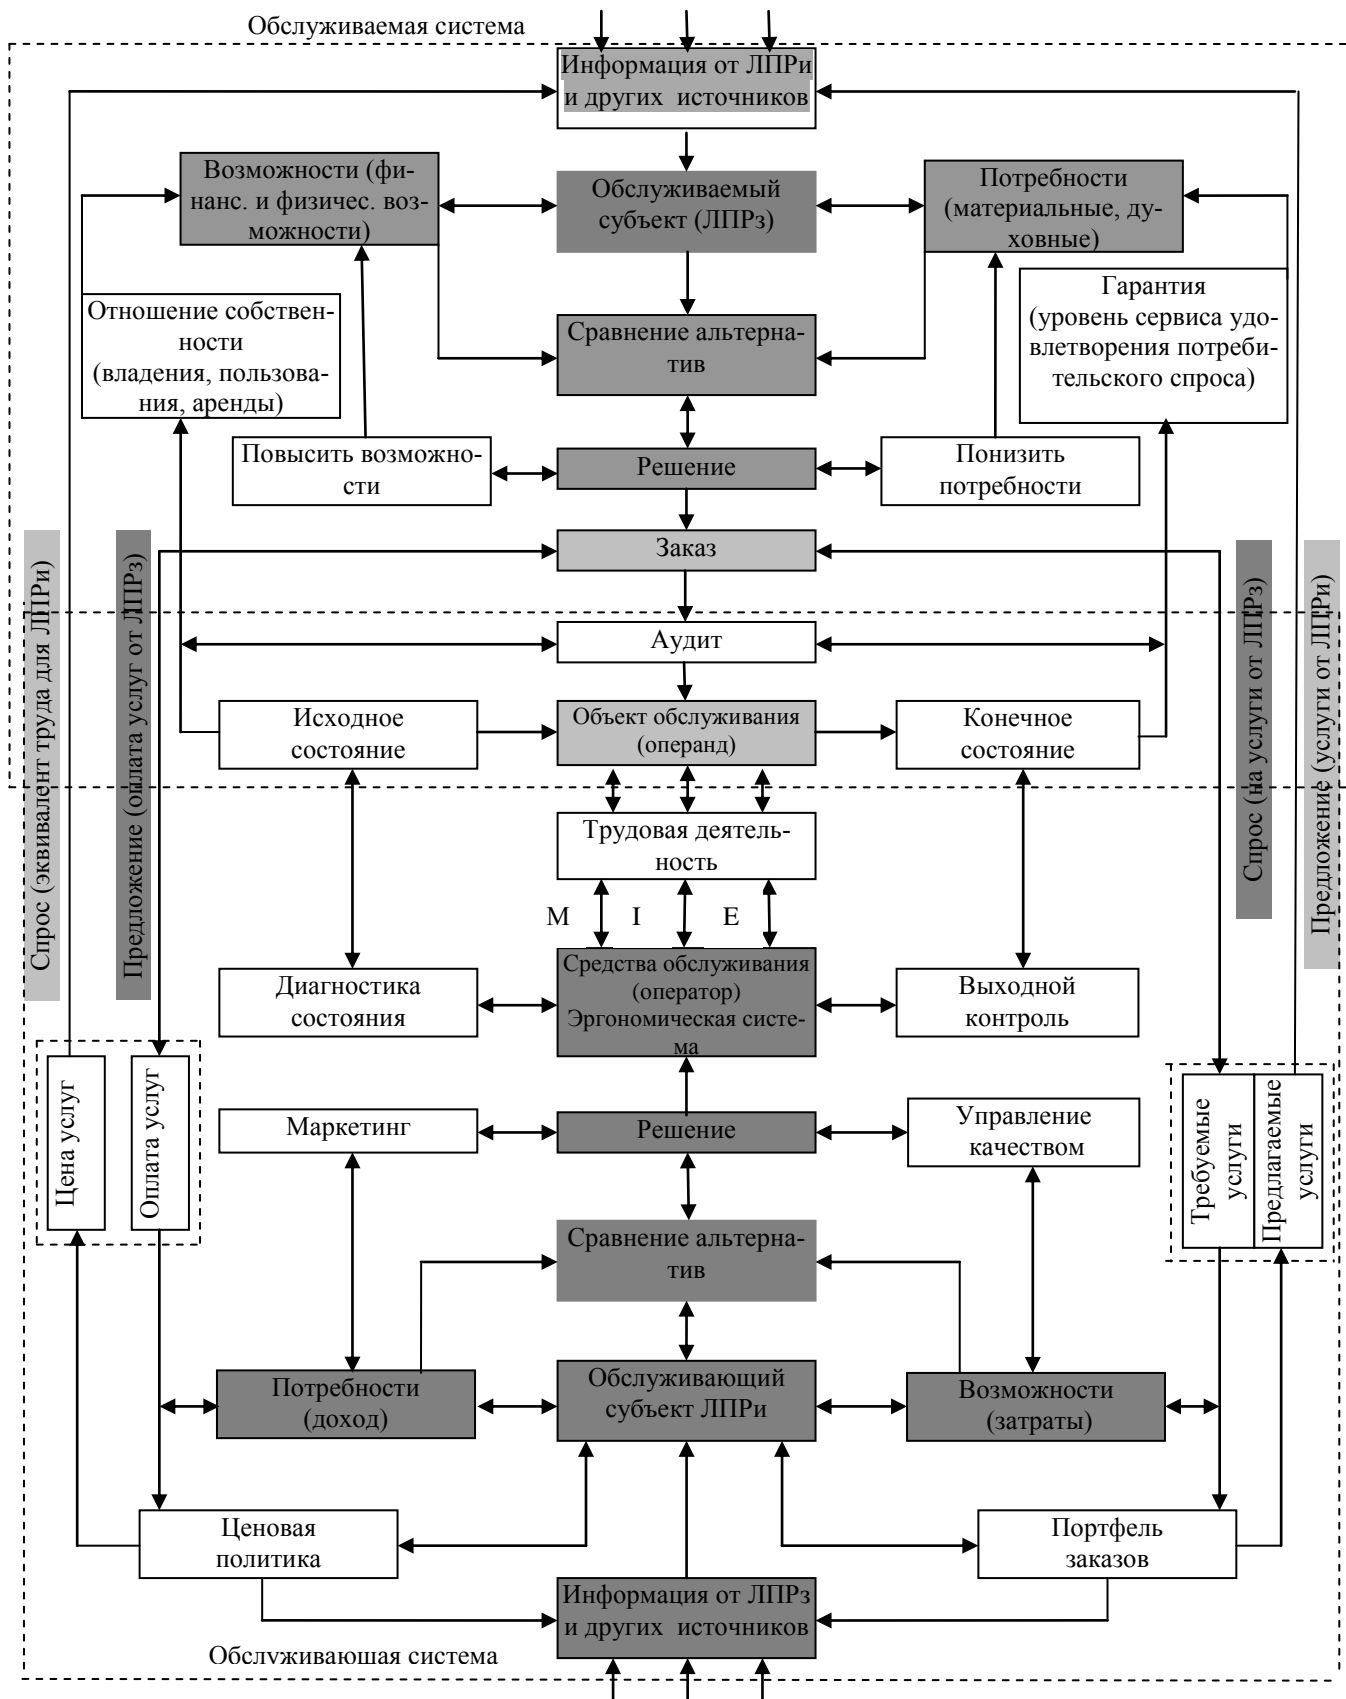 Обслуживаемая система
Информация от ЛПРи
и других источников
Возможности (фи-
нанс. и физичес. воз-
можности)
Обслуживаемый
субъект (ЛПРз)
Потребности
(материальные, ду-
ховные)
Отношение собствен-
ности
(владения, пользова-
ния, аренды)
Сравнение альтерна-
тив
Гарантия
(уровень сервиса удо-
влетворения потреби-
тельского спроса)
Повысить возможно-
сти
Решение
Понизить
потребности
Заказ
Спрос (эквивалент труда для ЛПРи)
Предложение (оплата услуг от ЛПРз)
Спрос (на услуги от ЛПРз)
Предложение (услуги от ЛПРи)
Аудит
Исходное
состояние
Объект обслуживания
(операнд)
Конечное
состояние
Трудовая деятель-
ность
М I Е
Диагностика
состояния
Средства обслуживания
(оператор)
Эргономическая систе-
ма
Выходной
контроль
Цена услуг
Оплата услуг
Требуемые
услуги
Предлагаемые
услуги
Маркетинг
Решение
Управление
качеством
Сравнение альтерна-
тив
Потребности
(доход)
Обслуживающий
субъект ЛПРи
Возможности
(затраты)
Ценовая
политика
Портфель
заказов
Информация от ЛПРз
и других источников
Обслуживающая система